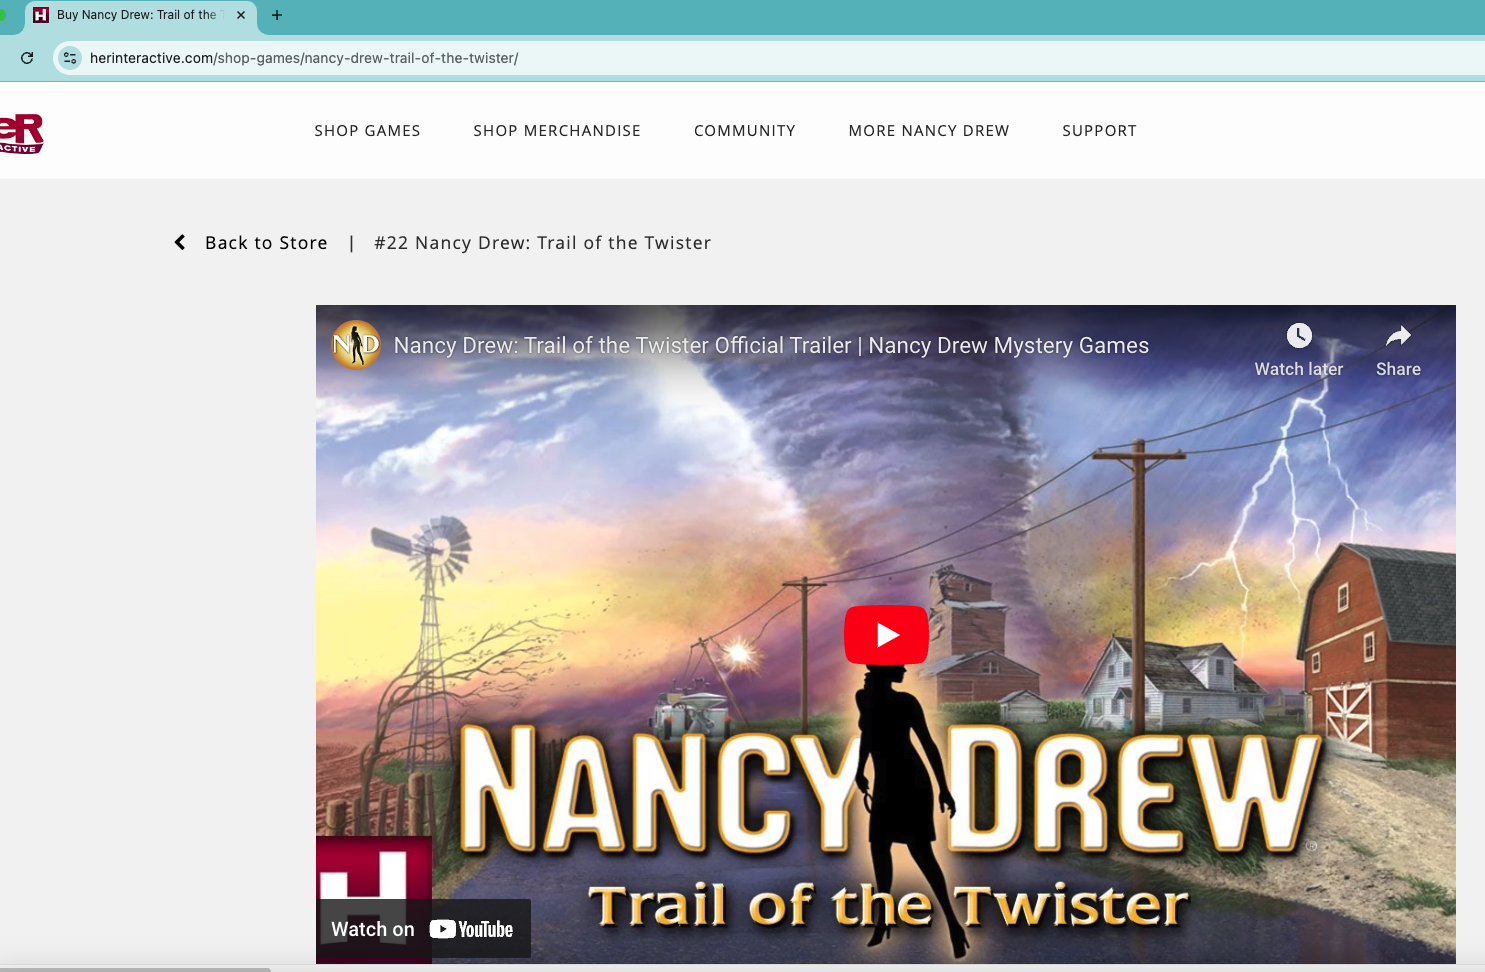 Buy Nancy Drew: Trail of the
herinteractive.com/shop-games/nancy-drew-trail-of-the-twister/
eR
ACTIVE
SHOP GAMES
SHOP MERCHANDISE
COMMUNITY
MORE NANCY DREW
SUPPORT
Back to Store | #22 Nancy Drew: Trail of the Twister
ND
Nancy Drew: Trail of the Twister Official Trailer | Nancy Drew Mystery Games
Watch later
Share
NANCY DREW®
Trail of the Twister
H
Watch on YouTube